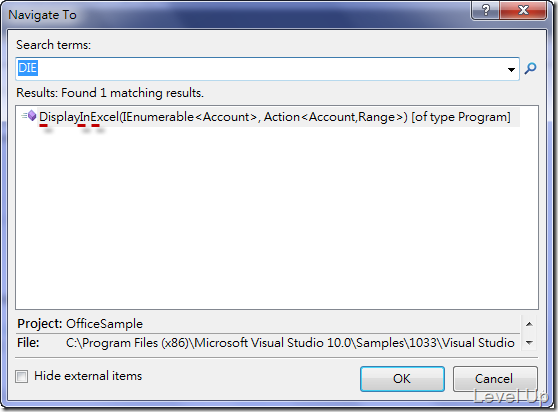 Navigate To
Search terms:
DIE
Results: Found 1 matching results.
DisplayInExcel(IEnumerable<Account>, Action<Account,Range>) [of type Program]
Project: OfficeSample
File: C:\Program Files (x86)\Microsoft Visual Studio 10.0\Samples\1033\Visual Studio
Hide external items
OK
Cancel
Level Up